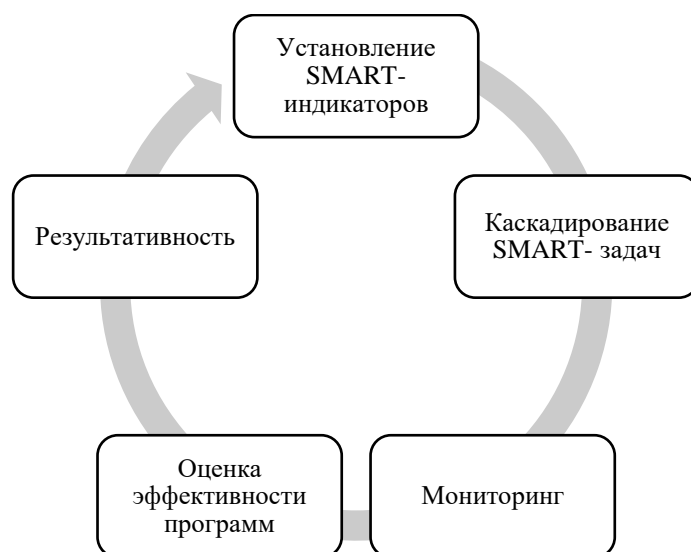 Установление
SMART-
индикаторов
Каскадирование
SMART- задач
Мониторинг
Оценка
эффективности
программ
Результативность